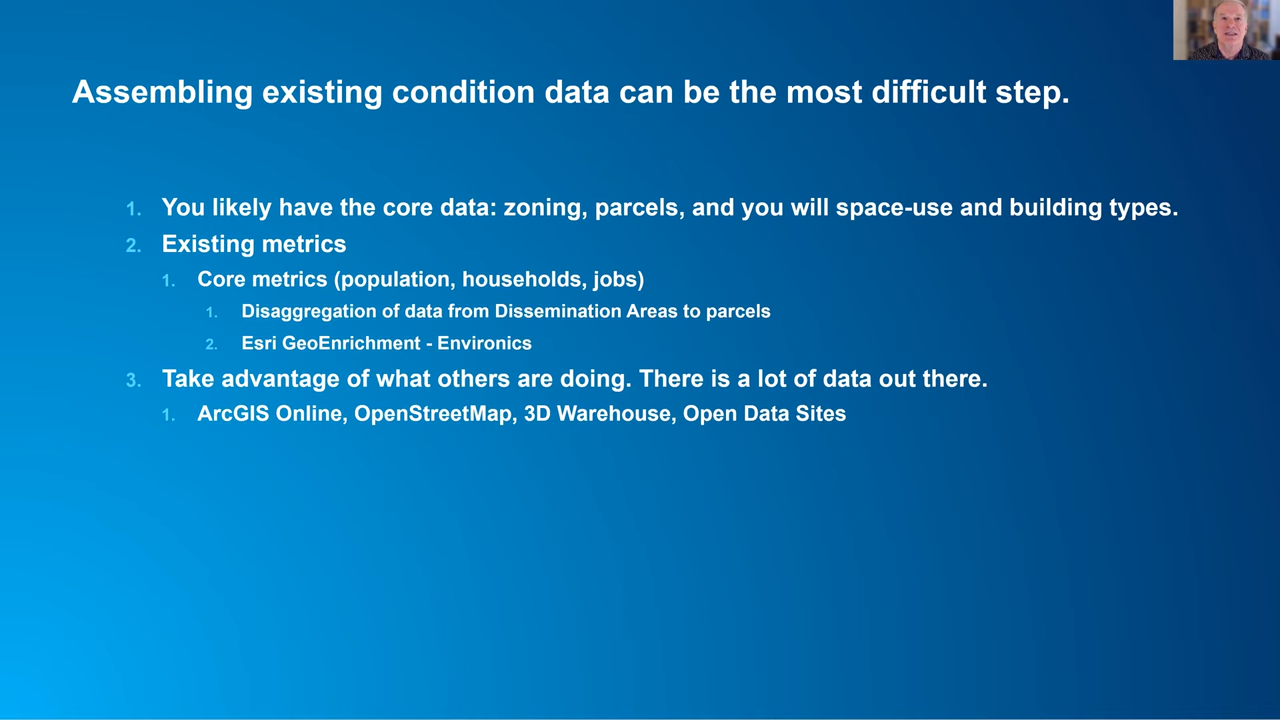 Assembling existing condition data can be the most difficult step.
1. You likely have the core data: zoning, parcels, and you will space-use and building types.
2. Existing metrics
1. Core metrics (population, households, jobs)
1. Disaggregation of data from Dissemination Areas to parcels
2. Esri GeoEnrichment - Environics
3. Take advantage of what others are doing. There is a lot of data out there.
1. ArcGIS Online, OpenStreetMap, 3D Warehouse, Open Data Sites